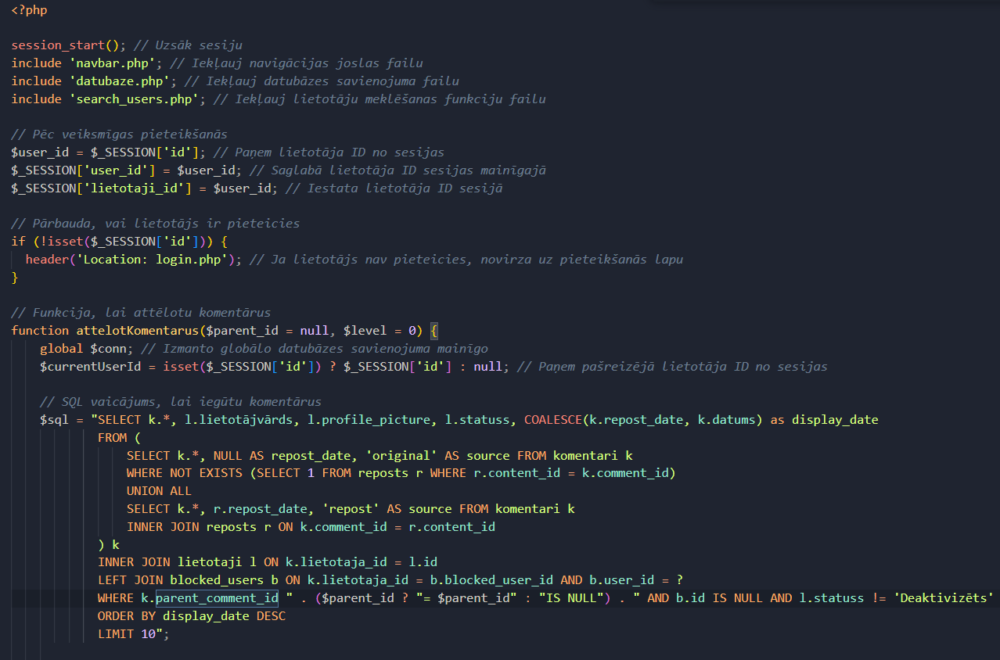 <?php
session_start(); // Uzsāk sesiju
include 'navbar.php'; // Iekļauj navigācijas joslas failu
include 'datubaze.php'; // Iekļauj datubāzes savienojuma failu
include 'search_users.php'; // Iekļauj lietotāju meklēšanas funkciju failu
// Pēc veiksmīgas pieteikšanās
$user_id = $_SESSION['id']; // Paņem lietotāja ID no sesijas
$_SESSION['user_id'] = $user_id; // Saglabā lietotāja ID sesijas mainīgajā
$_SESSION['lietotaji_id'] = $user_id; // Iestata lietotāja ID sesijā
// Pārbauda, vai lietotājs ir pieteicies
if (!isset($_SESSION['id'])) {
header('Location: login.php'); // Ja lietotājs nav pieteicies, novirza uz pieteikšanās lapu
}
// Funkcija, lai attēlotu komentārus
function attelotKomentarus($parent_id = null, $level = 0) {
global $conn; // Izmanto globālo datubāzes savienojuma mainīgo
$currentUserId = isset($_SESSION['id']) ? $_SESSION['id'] : null; // Paņem pašreizējā lietotāja ID no sesijas
// SQL vaicājums, lai iegūtu komentārus
$sql = "SELECT k.*, l.lietotājvārds, l.profile_picture, l.statuss, COALESCE(k.repost_date, k.datums) as display_date
FROM (
SELECT k.*, NULL AS repost_date, 'original' AS source FROM komentari k
WHERE NOT EXISTS (SELECT 1 FROM reposts r WHERE r.content_id = k.comment_id)
UNION ALL
SELECT k.*, r.repost_date, 'repost' AS source FROM komentari k
INNER JOIN reposts r ON k.comment_id = r.content_id
) k
INNER JOIN lietotaji l ON k.lietotaja_id = l.id
LEFT JOIN blocked_users b ON k.lietotaja_id = b.blocked_user_id AND b.user_id = ?
WHERE k.parent_comment_id " . ($parent_id ? "= $parent_id" : "IS NULL") . " AND b.id IS NULL AND l.statuss != 'Deaktivizēts'
ORDER BY display_date DESC
LIMIT 10";